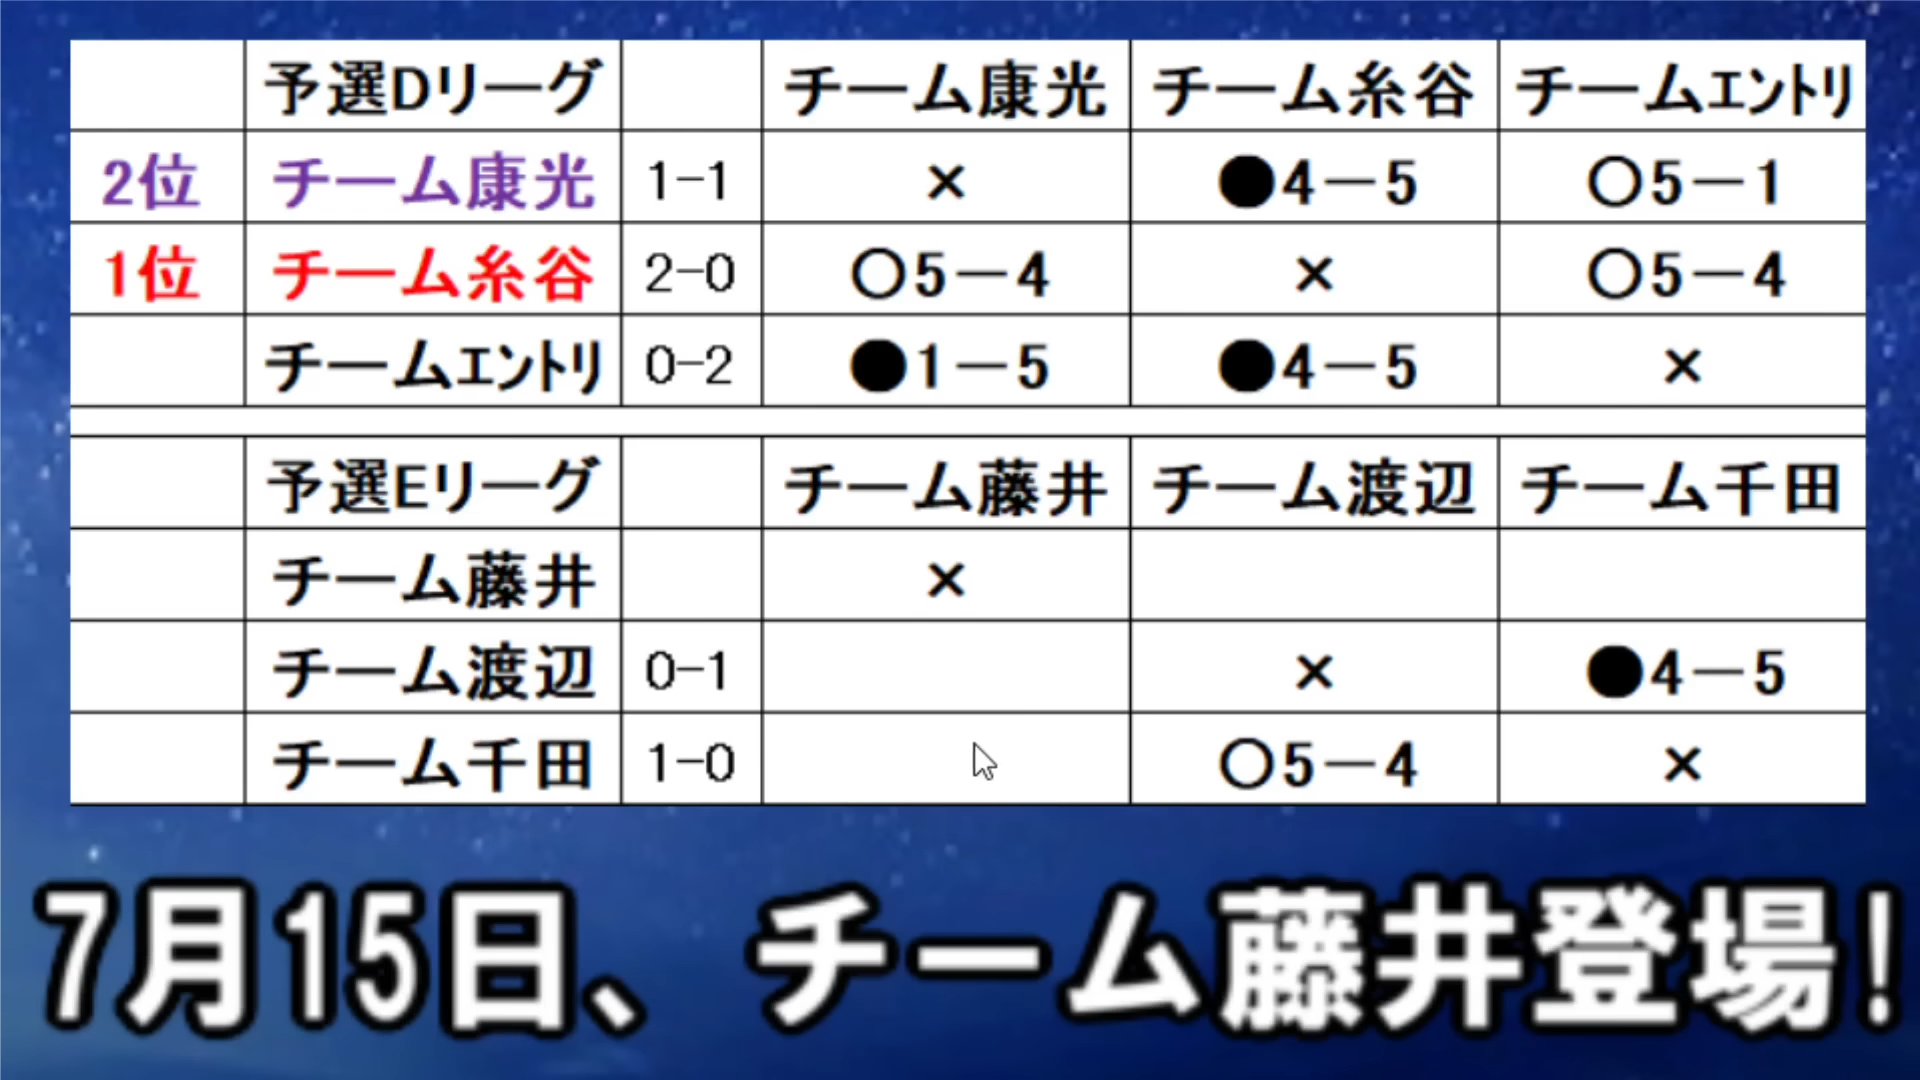 予選Dリーグ チーム康光 チーム糸谷 チームエントリ
2位 チーム康光 1-1 × ●4－5 ○5－1
1位 チーム糸谷 2-0 ○5－4 × ○5－4
チームエントリ 0-2 ●1－5 ●4－5 ×
予選Eリーグ チーム藤井 チーム渡辺 チーム千田
チーム藤井 ×
チーム渡辺 0-1 × ●4－5
チーム千田 1-0 ○5－4 ×
7月15日、チーム藤井登場!